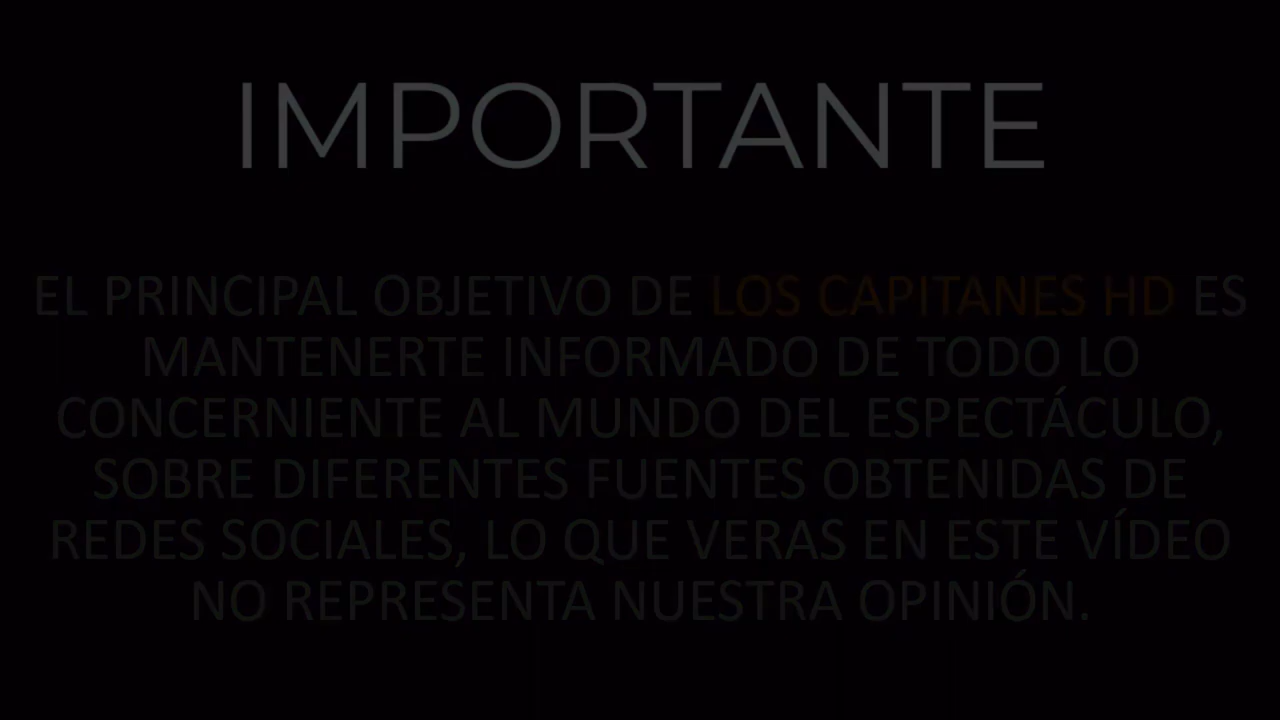 IMPORTANTE
EL PRINCIPAL OBJETIVO DE LOS CAPITANES HD ES
MANTENERTE INFORMADO DE TODO LO
CONCERNIENTE AL MUNDO DEL ESPECTÁCULO,
SOBRE DIFERENTES FUENTES OBTENIDAS DE
REDES SOCIALES, LO QUE VERAS EN ESTE VÍDEO
NO REPRESENTA NUESTRA OPINIÓN.